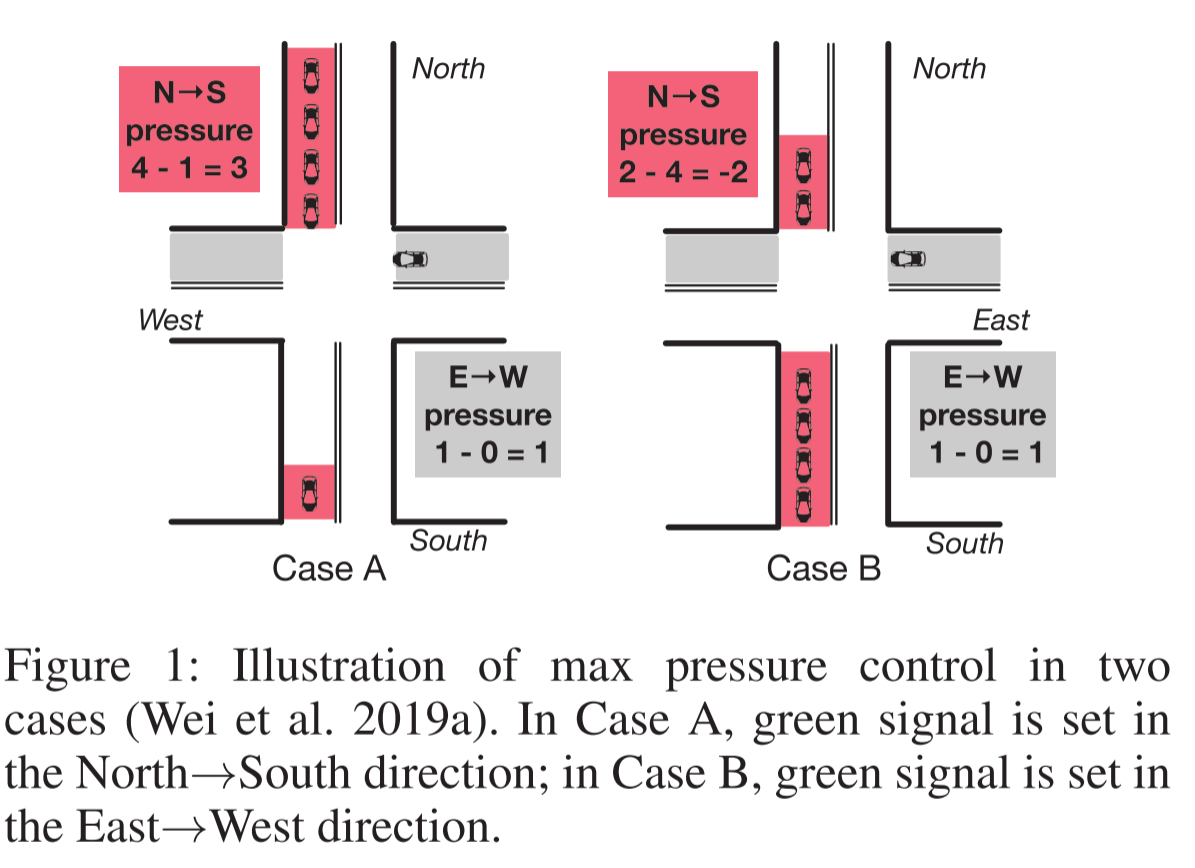 North
N→S
pressure
4 - 1 = 3
West
E→W
pressure
1 - 0 = 1
South
Case A
North
N→S
pressure
2 - 4 = -2
East
E→W
pressure
1 - 0 = 1
South
Case B
Figure 1: Illustration of max pressure control in two
cases (Wei et al. 2019a). In Case A, green signal is set in
the North→South direction; in Case B, green signal is set in
the East→West direction.